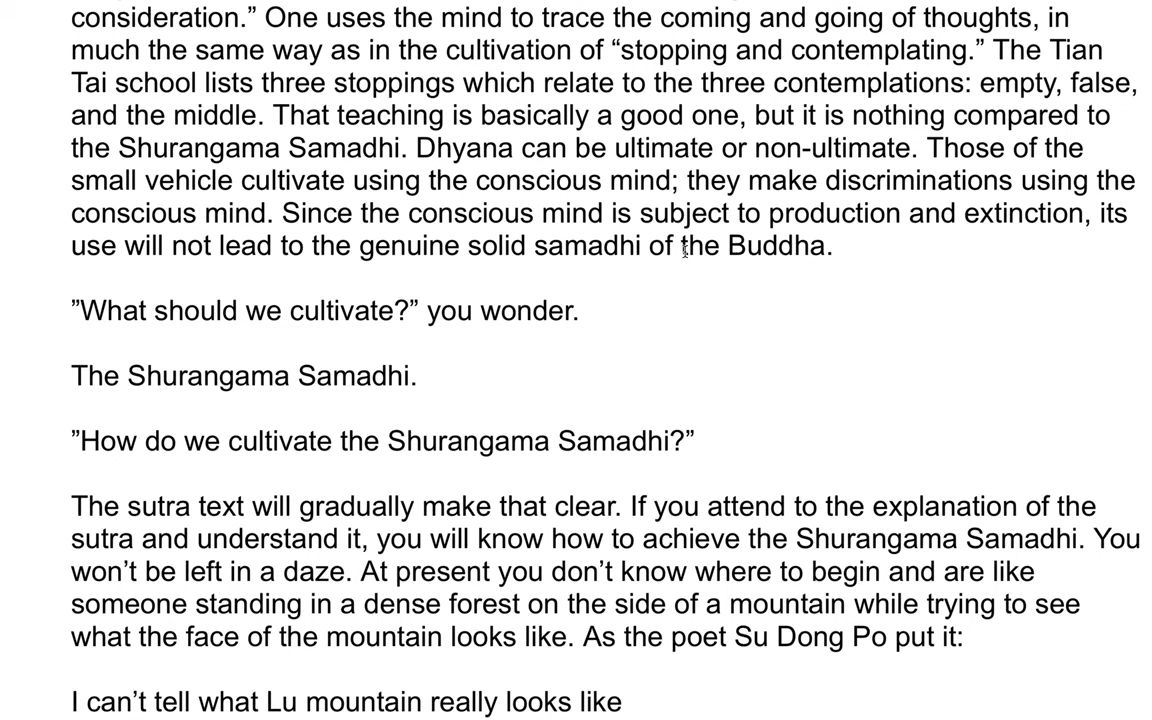 consideration.” One uses the mind to trace the coming and going of thoughts, in
much the same way as in the cultivation of “stopping and contemplating.” The Tian
Tai school lists three stoppings which relate to the three contemplations: empty, false,
and the middle. That teaching is basically a good one, but it is nothing compared to
the Shurangama Samadhi. Dhyana can be ultimate or non-ultimate. Those of the
small vehicle cultivate using the conscious mind; they make discriminations using the
conscious mind. Since the conscious mind is subject to production and extinction, its
use will not lead to the genuine solid samadhi of the Buddha.
”What should we cultivate?” you wonder.
The Shurangama Samadhi.
”How do we cultivate the Shurangama Samadhi?”
The sutra text will gradually make that clear. If you attend to the explanation of the
sutra and understand it, you will know how to achieve the Shurangama Samadhi. You
won’t be left in a daze. At present you don’t know where to begin and are like
someone standing in a dense forest on the side of a mountain while trying to see
what the face of the mountain looks like. As the poet Su Dong Po put it:
I can’t tell what Lu mountain really looks like